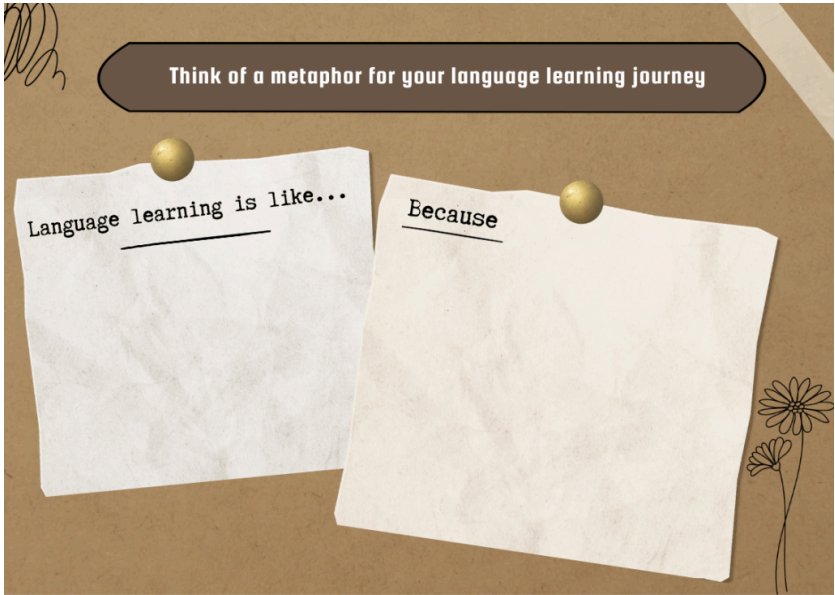 Think of a metaphor for your language learning journey
Language learning is like...
Because